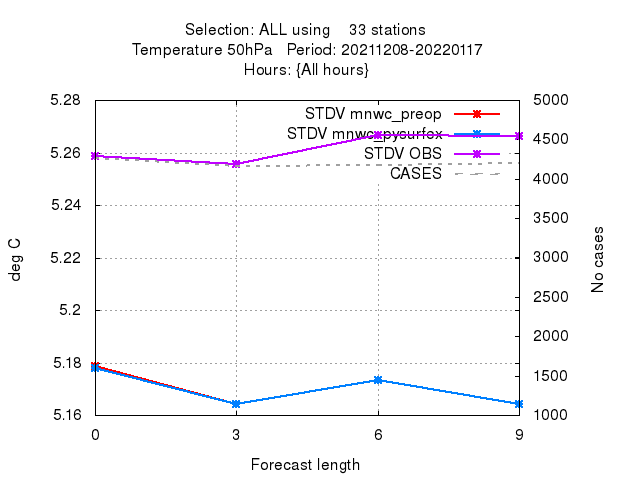 Selection: ALL using 33 stations
Temperature 50hPa Period: 20211208-20220117
Hours: {All hours}
STDV mnwc_preop
STDV mnwc_pysurfex
STDV OBS
CASES
5.28
5.26
5.24
5.22
5.2
5.18
5.16
deg C
5000
4500
4000
3500
3000
2500
2000
1500
1000
No cases
0 3 6 9
Forecast length